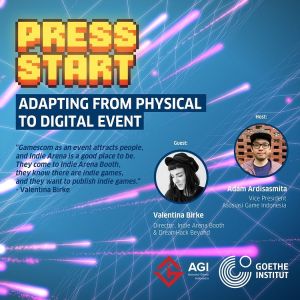 PRESS
START
ADAPTING FROM PHYSICAL
TO DIGITAL EVENT
"Gamescom as an event attracts people,
and Indie Arena is a good place to be.
They come to Indie Arena Booth,
they know there are indie games,
and they want to publish indie games."
- Valentina Birke
Host:
Guest:
Adam Ardisasmita
Vice President
Asosiasi Game Indonesia
Valentina Birke
Director, Indie Arena Booth
& DreamHack Beyond
AGI
GOETHE
INSTITUT